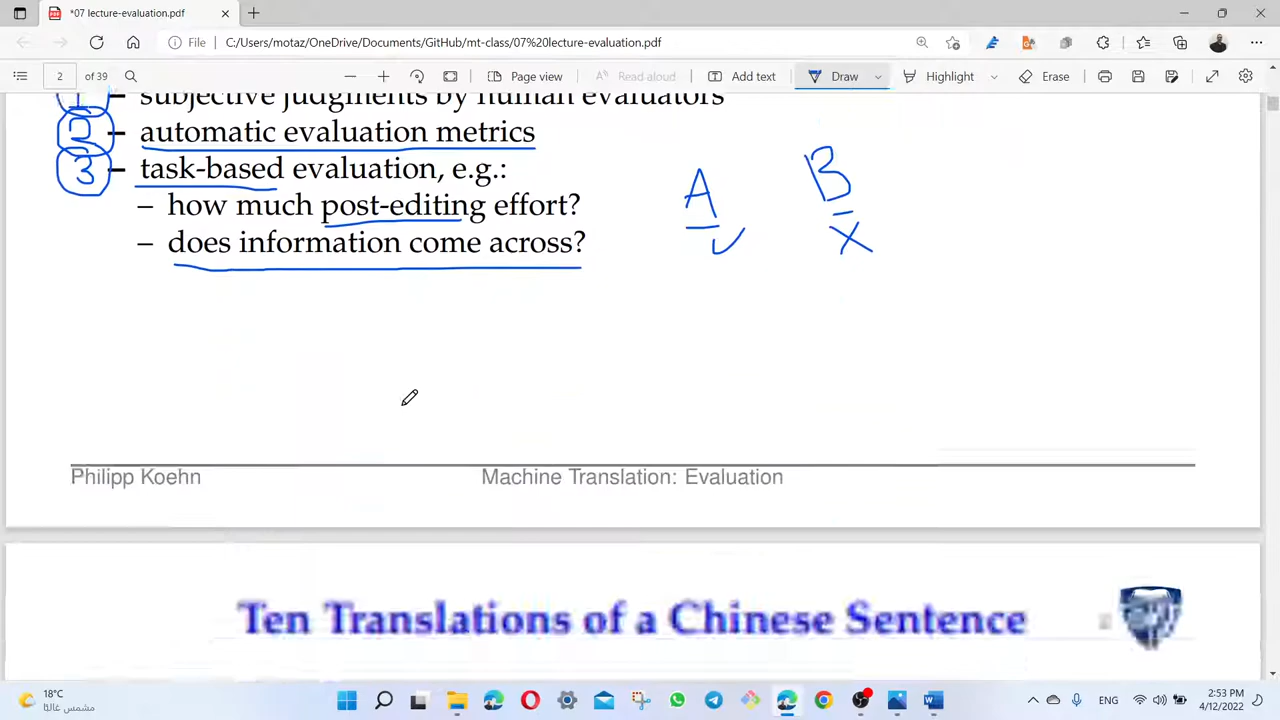 *07 lecture-evaluation.pdf
File C:/Users/motaz/OneDrive/Documents/GitHub/mt-class/07%20lecture-evaluation.pdf
2 of 39 Page view Read aloud Add text Draw Highlight Erase
1 – subjective judgments by human evaluators
2 – automatic evaluation metrics
3 – task-based evaluation, e.g.:
– how much post-editing effort?
– does information come across?
A B
✓ X
Philipp Koehn Machine Translation: Evaluation
Ten Translations of a Chinese Sentence
18°C
مشمس غالبًا
ENG
2:53 PM
4/12/2022